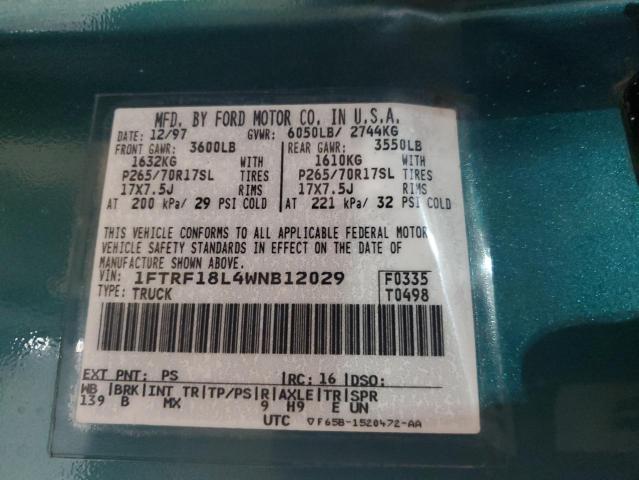 MFD. BY FORD MOTOR CO. IN U.S.A.
DATE: 12/97 GVWR: 6050LB/ 2744KG
FRONT GAWR: 3600LB REAR GAWR: 3550LB
1632KG WITH 1610KG WITH
P265/70R17SL TIRES P265/70R17SL TIRES
17X7.5J RIMS 17X7.5J RIMS
AT 200 kPa/ 29 PSI COLD AT 221 kPa/ 32 PSI COLD
THIS VEHICLE CONFORMS TO ALL APPLICABLE FEDERAL MOTOR
VEHICLE SAFETY STANDARDS IN EFFECT ON THE DATE OF
MANUFACTURE SHOWN ABOVE.
VIN: 1FTRF18L4WNB12029 F0335
TYPE: TRUCK T0498
EXT PNT: PS RC: 16 DSO:
WB BRK INT TR TP/PS R AXLE TR SPR
139 B MX 9 H9 E UN
UTC ▽F65B-1520472-AA